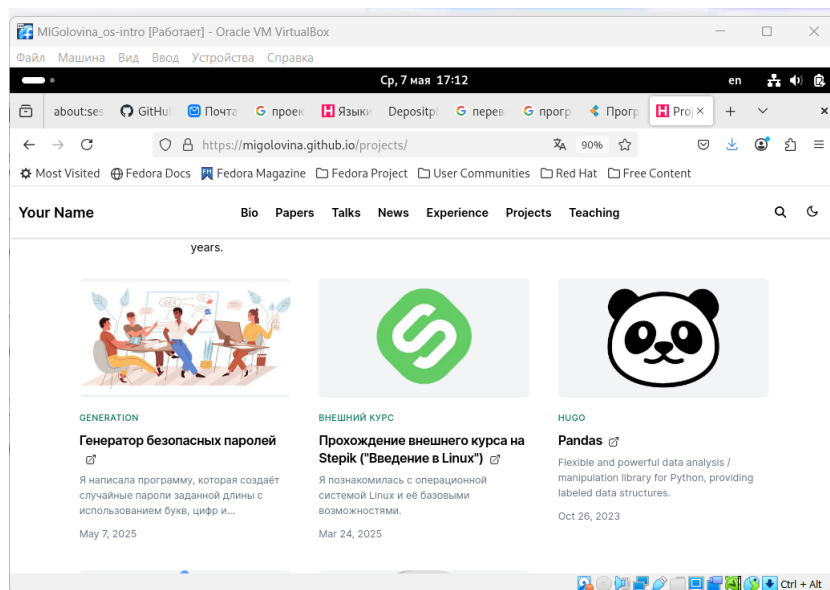 MIGolovina_os-intro [Работает] - Oracle VM VirtualBox
Файл Машина Вид Ввод Устройства Справка
Ср, 7 мая 17:12
en
about:ses GitHu Почта проек Языки Depositp перев прогр Прогр Proj
https://migolovina.github.io/projects/
90%
Most Visited Fedora Docs Fedora Magazine Fedora Project User Communities Red Hat Free Content
Your Name Bio Papers Talks News Experience Projects Teaching
years.
GENERATION
Генератор безопасных паролей
Я написала программу, которая создаёт
случайные пароли заданной длины с
использованием букв, цифр и...
May 7, 2025
ВНЕШНИЙ КУРС
Прохождение внешнего курса на
Stepik ("Введение в Linux")
Я познакомилась с операционной
системой Linux и её базовыми
возможностями.
Mar 24, 2025
HUGO
Pandas
Flexible and powerful data analysis /
manipulation library for Python, providing
labeled data structures.
Oct 26, 2023
Ctrl + Alt